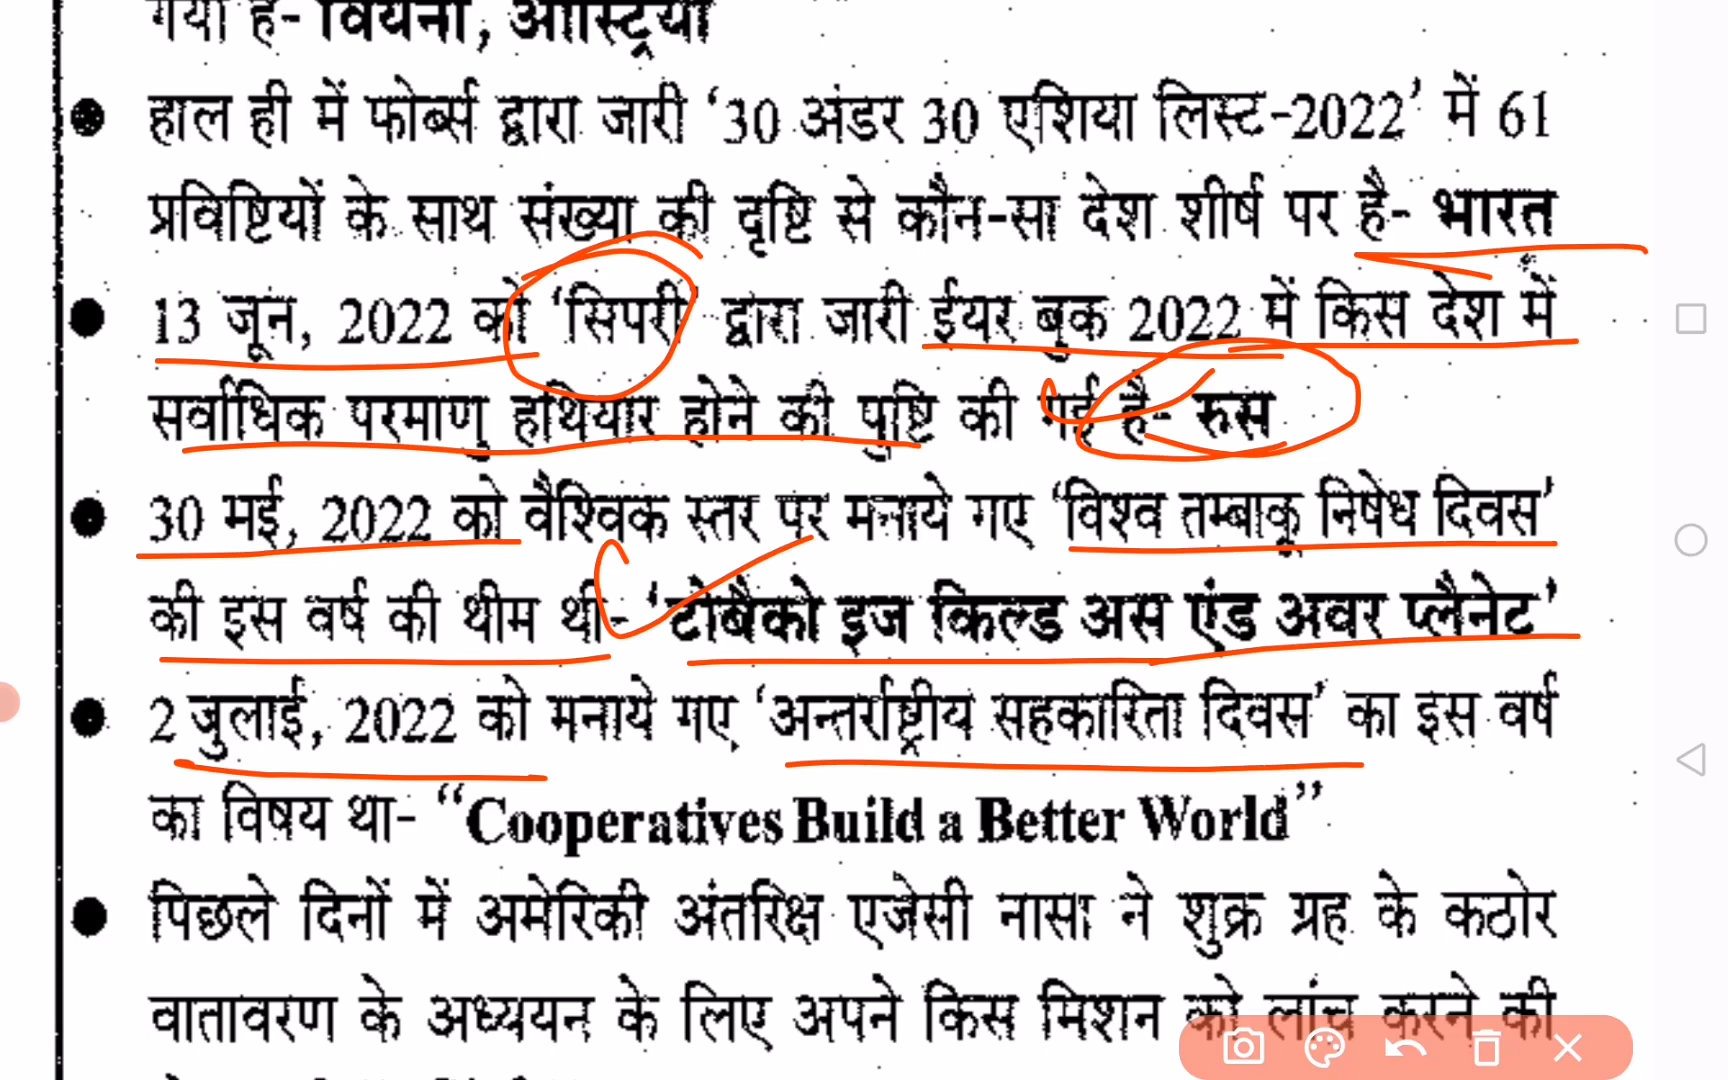 गया है- वियना, ऑस्ट्रिया
● हाल ही में फोर्ब्स द्वारा जारी ‘30 अंडर 30 एशिया लिस्ट-2022’ में 61
प्रविष्टियों के साथ संख्या की दृष्टि से कौन-सा देश शीर्ष पर है- भारत
● 13 जून, 2022 को ‘सिपरी’ द्वारा जारी ईयर बुक 2022 में किस देश में
सर्वाधिक परमाणु हथियार होने की पुष्टि की गई है- रुस
● 30 मई, 2022 को वैश्विक स्तर पर मनाये गए ‘विश्व तम्बाकू निषेध दिवस’
की इस वर्ष की थीम थी- ‘टोबैको इज किल्ड अस एंड अवर प्लैनेट’
● 2 जुलाई, 2022 को मनाये गए ‘अन्तर्राष्ट्रीय सहकारिता दिवस’ का इस वर्ष
का विषय था- “Cooperatives Build a Better World”
● पिछले दिनों में अमेरिकी अंतरिक्ष एजेसी नासा ने शुक्र ग्रह के कठोर
वातावरण के अध्ययन के लिए अपने किस मिशन को लांच करने की